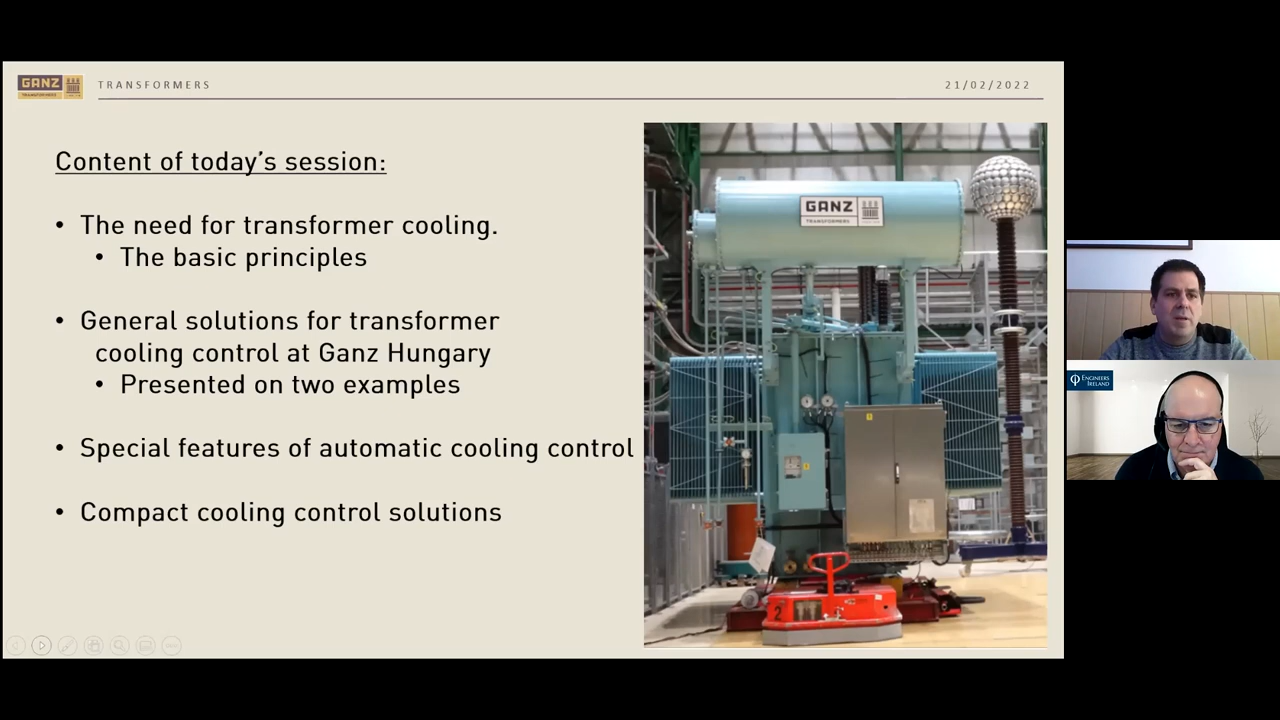 GANZ
TRANSFORMERS
21/02/2022
Content of today's session:
• The need for transformer cooling.
• The basic principles
• General solutions for transformer
cooling control at Ganz Hungary
• Presented on two examples
• Special features of automatic cooling control
• Compact cooling control solutions
GANZ
TRANSFORMERS
2
ENGINEERS
IRELAND